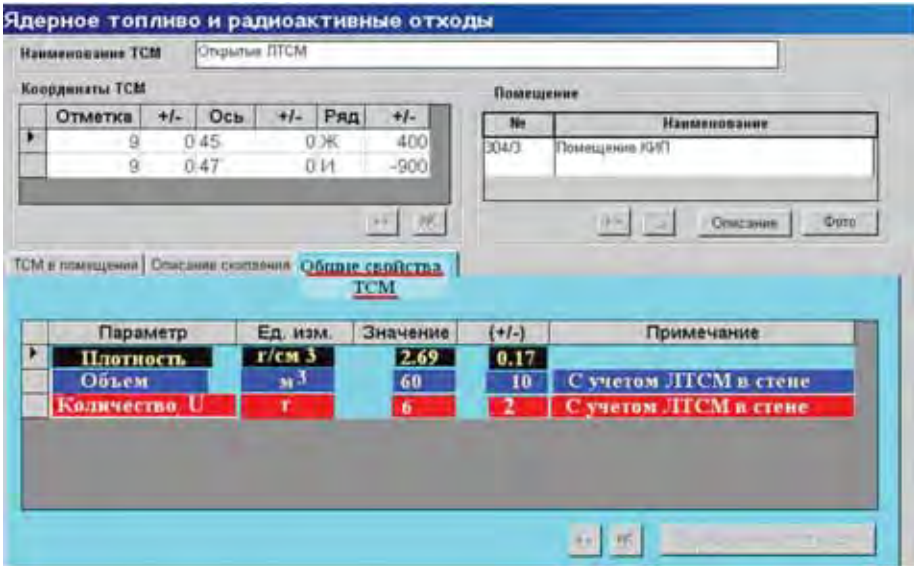 Ядерное топливо и радиоактивные отходы
Наименование ТСМ Открытые ЛТСМ
Координаты ТСМ
Помещение
Отметка +/- Ось +/- Ряд +/-
9 0 45 0 Ж 400
9 0 47 0 И -900
№ Наименование
304/3 Помещение КИП
Описание Фото
ТСМ в помещении Описание скопления Общие свойства
ТСМ
Параметр Ед. изм. Значение (+/-) Примечание
Плотность г/см 3 2.69 0.17
Объем м3 60 10 С учетом ЛТСМ в стене
Количество U т 6 2 С учетом ЛТСМ в стене